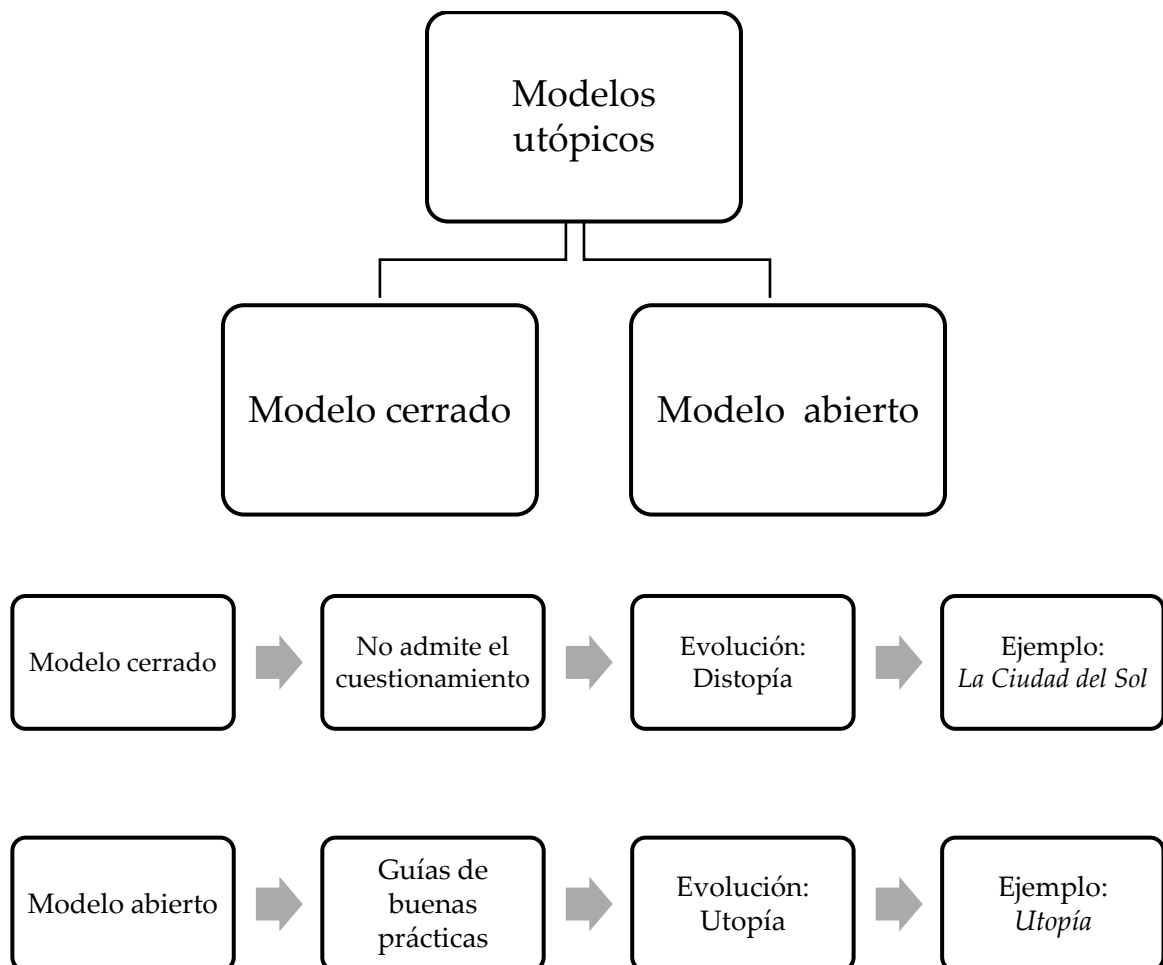 Modelos
utópicos
Modelo cerrado
Modelo  abierto
Modelo cerrado
No admite el
cuestionamiento
Evolución:
Distopía
Ejemplo:
La Ciudad del Sol
Modelo abierto
Guías de
buenas
prácticas
Evolución:
Utopía
Ejemplo:
Utopía